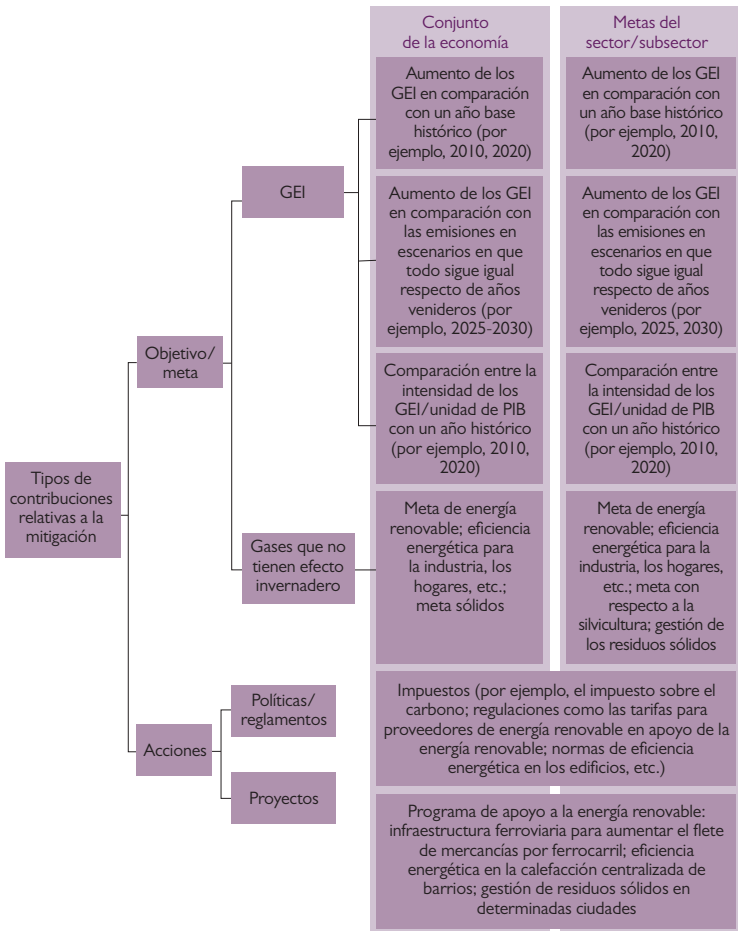 Conjunto
de la economía
Metas del
sector/subsector
Aumento de los
GEI en comparación
con un año base
histórico (por
ejemplo, 2010, 2020)
Aumento de los GEI
en comparación con
un año base histórico
(por ejemplo, 2010,
2020)
GEI
Aumento de los GEI
en comparación con
las emisiones en
escenarios en que
todo sigue igual
respecto de años
venideros (por
ejemplo, 2025-2030)
Aumento de los GEI
en comparación con
las emisiones en
escenarios en que
todo sigue igual
respecto de años
venideros (por
ejemplo, 2025, 2030)
Objetivo/
meta
Comparación entre la
intensidad de los
GEI/unidad de PIB
con un año histórico
(por ejemplo, 2010,
2020)
Comparación entre
la intensidad de los
GEI/unidad de PIB
con un año histórico
(por ejemplo, 2010,
2020)
Tipos de
contribuciones
relativas a la
mitigación
Gases que no
tienen efecto
invernadero
Meta de energía
renovable; eficiencia
energética para
la industria, los
hogares, etc.;
meta sólidos
Meta de energía
renovable; eficiencia
energética para la
industria, los hogares,
etc.; meta con
respecto a la
silvicultura; gestión de
los residuos sólidos
Acciones
Políticas/
reglamentos
Impuestos (por ejemplo, el impuesto sobre el
carbono; regulaciones como las tarifas para
proveedores de energía renovable en apoyo de la
energía renovable; normas de eficiencia
energética en los edificios, etc.)
Proyectos
Programa de apoyo a la energía renovable:
infraestructura ferroviaria para aumentar el flete
de mercancías por ferrocarril; eficiencia
energética en la calefacción centralizada de
barrios; gestión de residuos sólidos en
determinadas ciudades